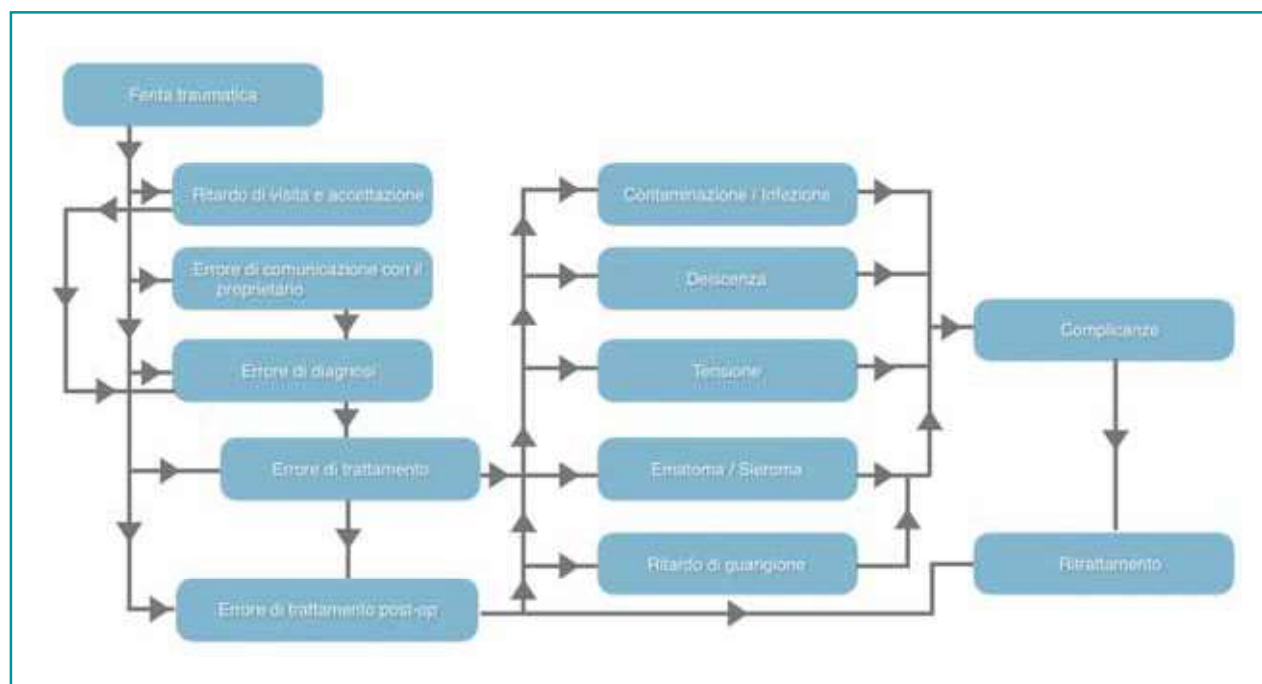 Ferita traumatica
Ritardo di visita e accettazione
Errore di comunicazione con il
proprietario
Errore di diagnosi
Errore di trattamento
Errore di trattamento post-op
Contaminazione / Infezione
Deiscenza
Tensione
Ematoma / Sieroma
Ritardo di guarigione
Complicanze
Ritrattamento